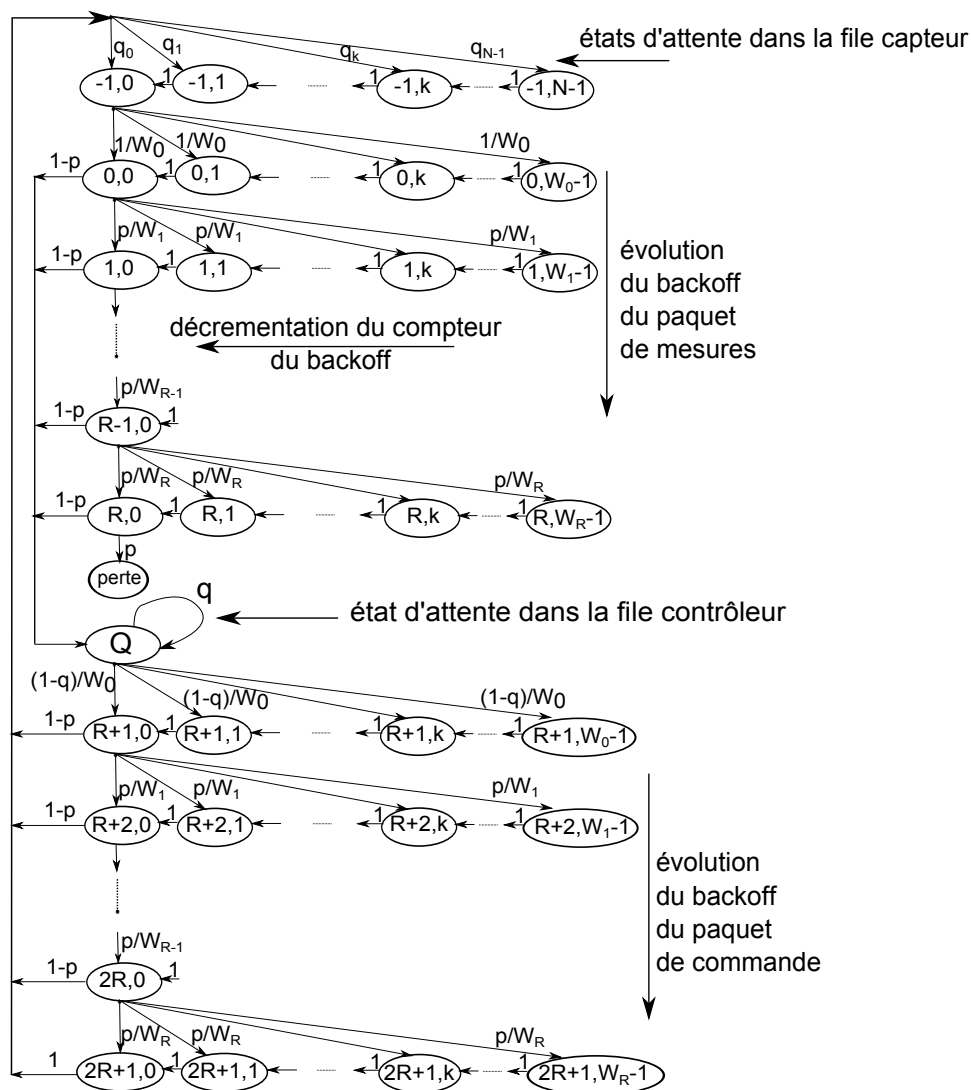 q0 q1 qk qN-1
états d'attente dans la file capteur
-1,0 1 -1,1 1 -1,k 1 -1,N-1
1/W0 1/W0 1/W0
1-p 0,0 1 0,1 1 0,k 1 0,W0-1
p/W1 p/W1 p/W1
1-p 1,0 1 1,1 1 1,k 1 1,W1-1
évolution
du backoff
du paquet
de mesures
décrementation du compteur
du backoff
p/WR-1
1-p R-1,0 1
p/WR p/WR p/WR
1-p R,0 1 R,1 1 R,k 1 R,WR-1
p
perte
q
état d'attente dans la file contrôleur
Q
(1-q)/W0 (1-q)/W0 (1-q)/W0
1-p R+1,0 1 R+1,1 1 R+1,k 1 R+1,W0-1
p/W1 p/W1 p/W1
1-p R+2,0 1 R+2,1 1 R+2,k 1 R+2,W1-1
évolution
du backoff
du paquet
de commande
p/WR-1
1-p 2R,0 1
p/WR p/WR p/WR
1 2R+1,0 1 2R+1,1 1 2R+1,k 1 2R+1,WR-1